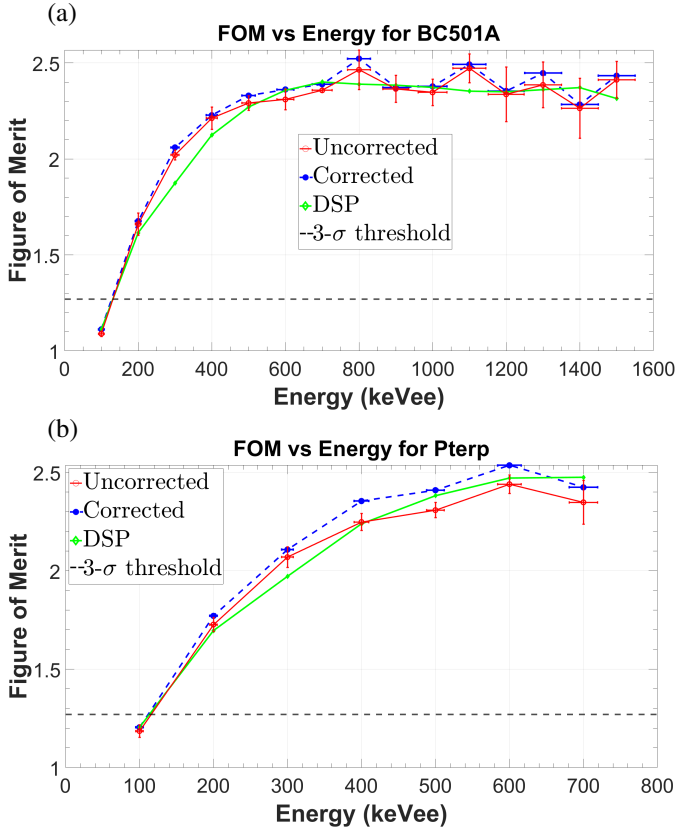 (a)
FOM vs Energy for BC501A
Figure of Merit
2.5
2
1.5
1
Uncorrected
Corrected
DSP
--3-σ threshold
0 200 400 600 800 1000 1200 1400 1600
Energy (keVee)
(b)
FOM vs Energy for Pterp
Figure of Merit
2.5
2
1.5
1
Uncorrected
Corrected
DSP
--3-σ threshold
0 100 200 300 400 500 600 700 800
Energy (keVee)